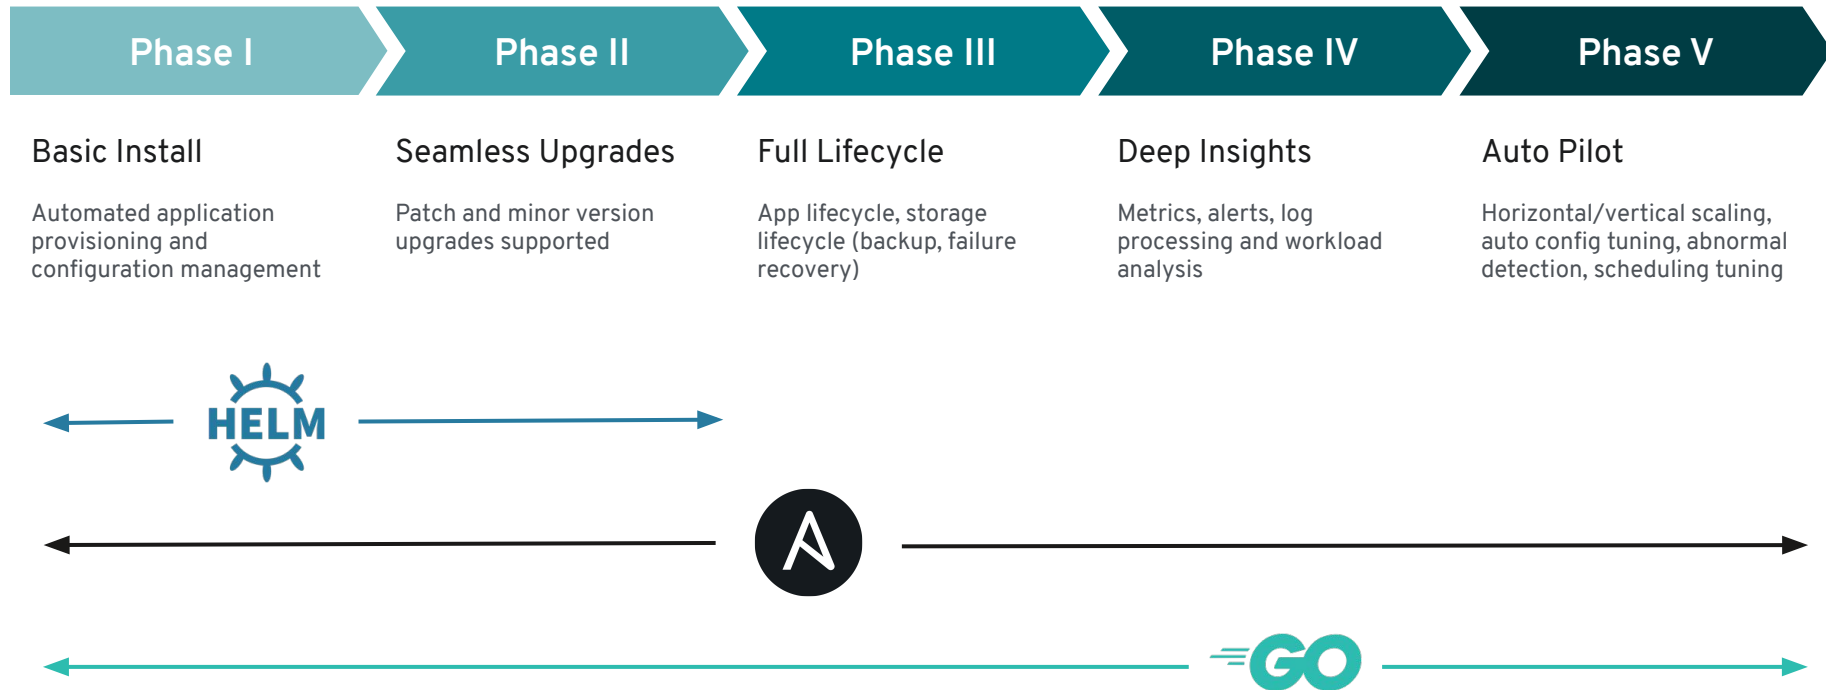 Phase I
Phase II
Phase III
Phase IV
Phase V
Basic Install
Automated application
provisioning and
configuration management
Seamless Upgrades
Patch and minor version
upgrades supported
Full Lifecycle
App lifecycle, storage
lifecycle (backup, failure
recovery)
Deep Insights
Metrics, alerts, log
processing and workload
analysis
Auto Pilot
Horizontal/vertical scaling,
auto config tuning, abnormal
detection, scheduling tuning
HELM
A
GO